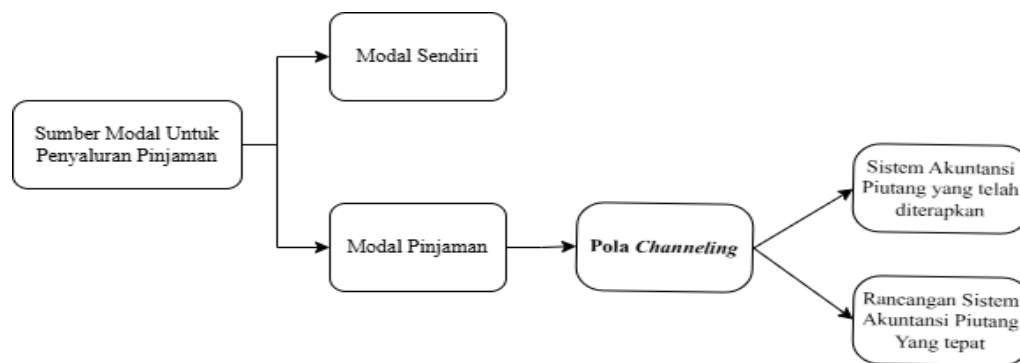 Modal Sendiri
Sumber Modal Untuk
Penyaluran Pinjaman
Modal Pinjaman
Pola Channeling
Sistem Akuntansi
Piutang yang telah
diterapkan
Rancangan Sistem
Akuntansi Piutang
Yang tepat